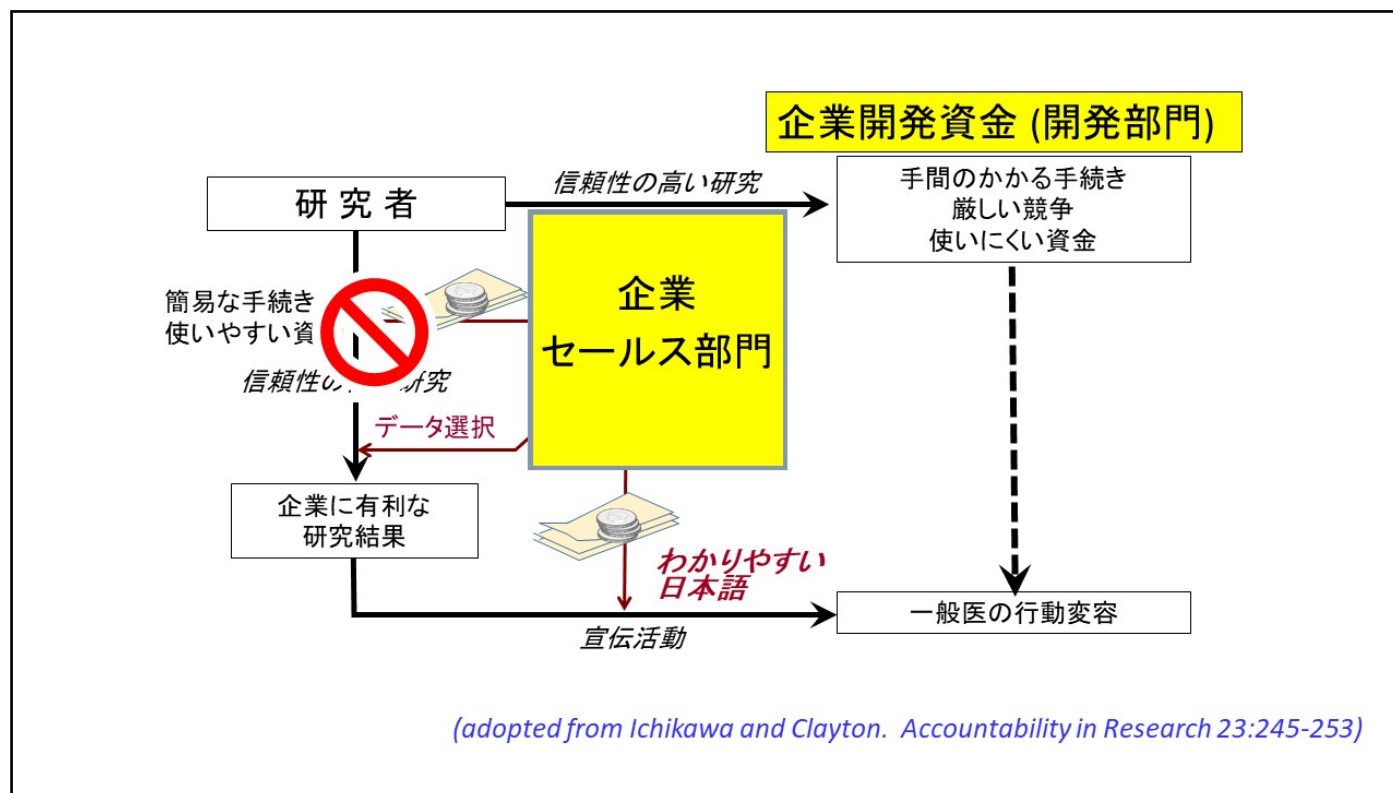 企業開発資金 (開発部門)
信頼性の高い研究
研 究 者
手間のかかる手続き
厳しい競争
使いにくい資金
簡易な手続き
使いやすい資
企業
セールス部門
信頼性の 研究
データ選択
企業に有利な
研究結果
わかりやすい
日本語
宣伝活動
一般医の行動変容
(adopted from Ichikawa and Clayton. Accountability in Research 23:245-253)